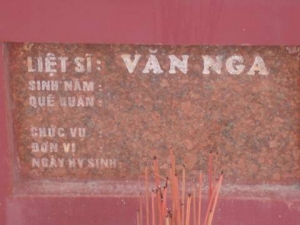 LIỆT SĨ: VĂN NGA
SINH NĂM:
QUÊ QUÁN:
CHỨC VỤ
ĐƠN VỊ
NGÀY HY SINH